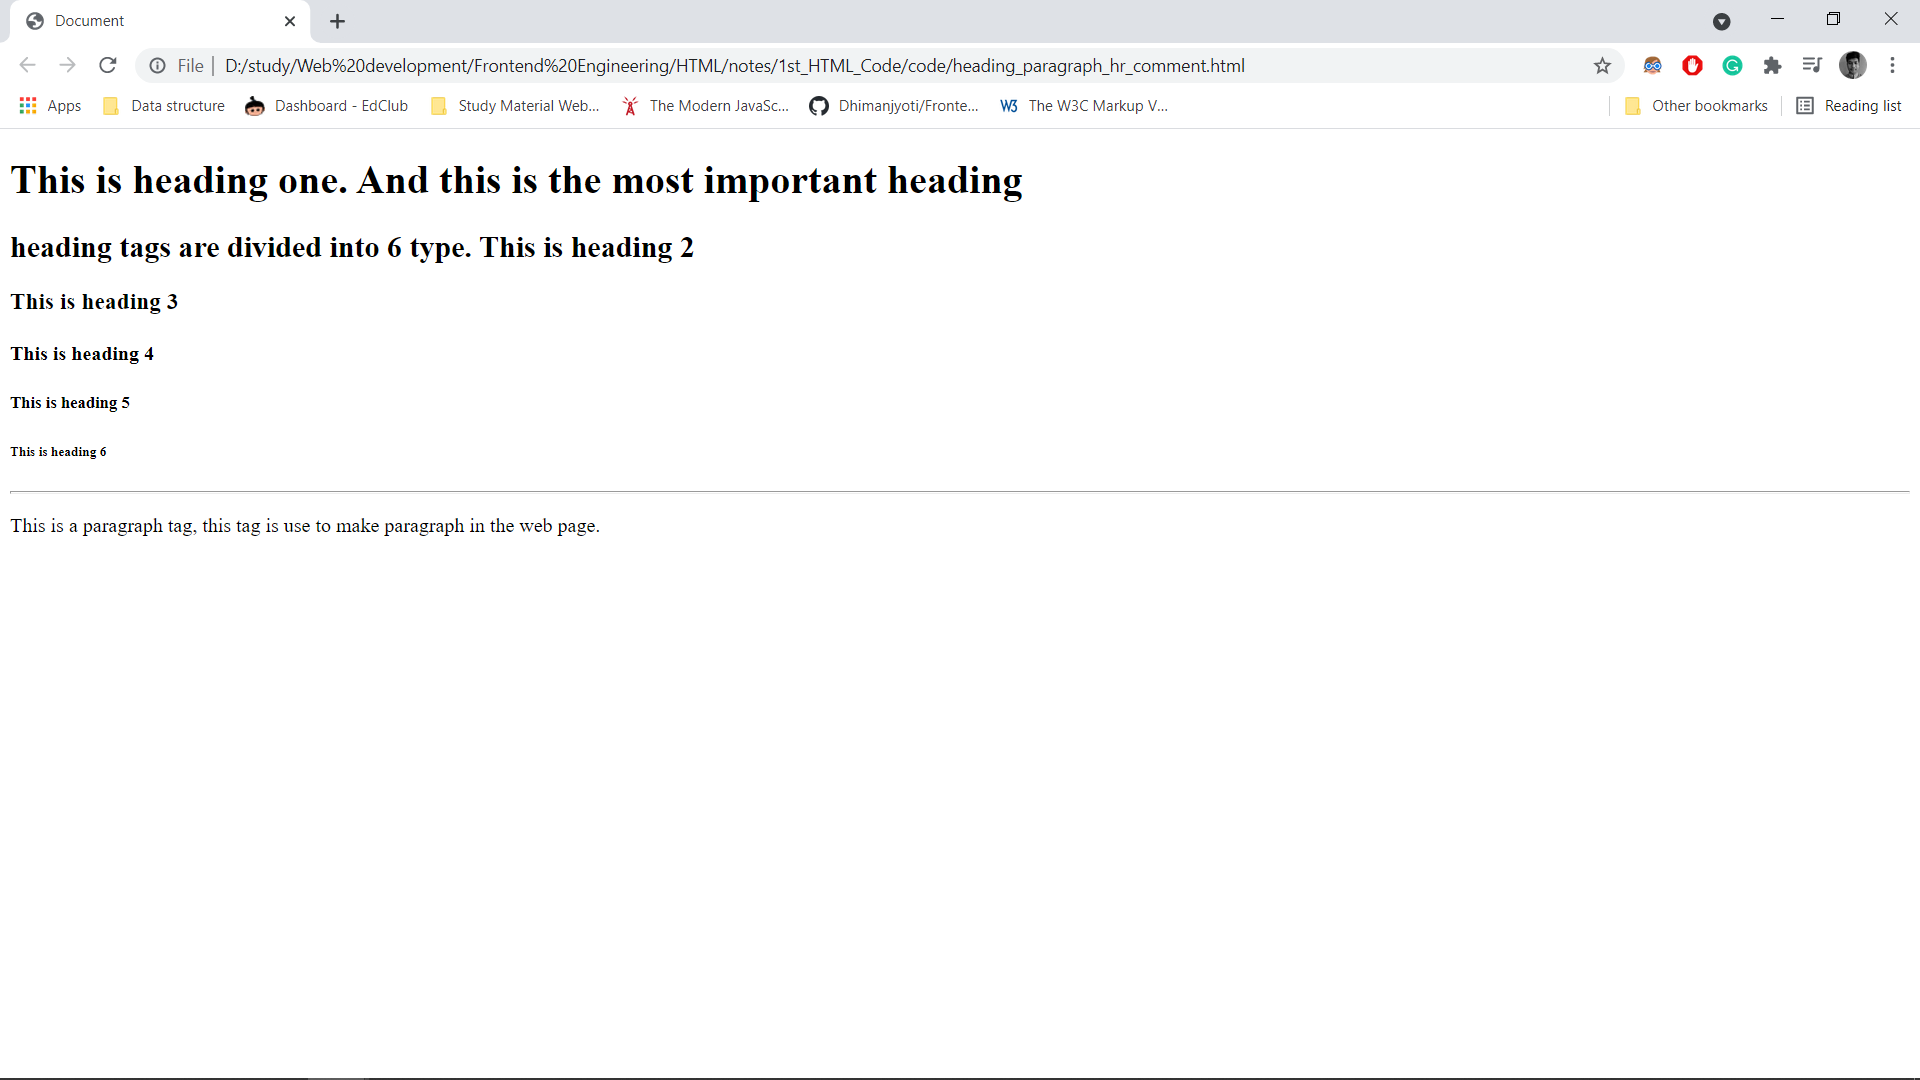 Document
File | D:/study/Web%20development/Frontend%20Engineering/HTML/notes/1st_HTML_Code/code/heading_paragraph_hr_comment.html
Apps Data structure Dashboard - EdClub Study Material Web... The Modern JavaSc... Dhimanjyoti/Fronte... W3 The W3C Markup V... Other bookmarks Reading list
This is heading one. And this is the most important heading
heading tags are divided into 6 type. This is heading 2
This is heading 3
This is heading 4
This is heading 5
This is heading 6
This is a paragraph tag, this tag is use to make paragraph in the web page.